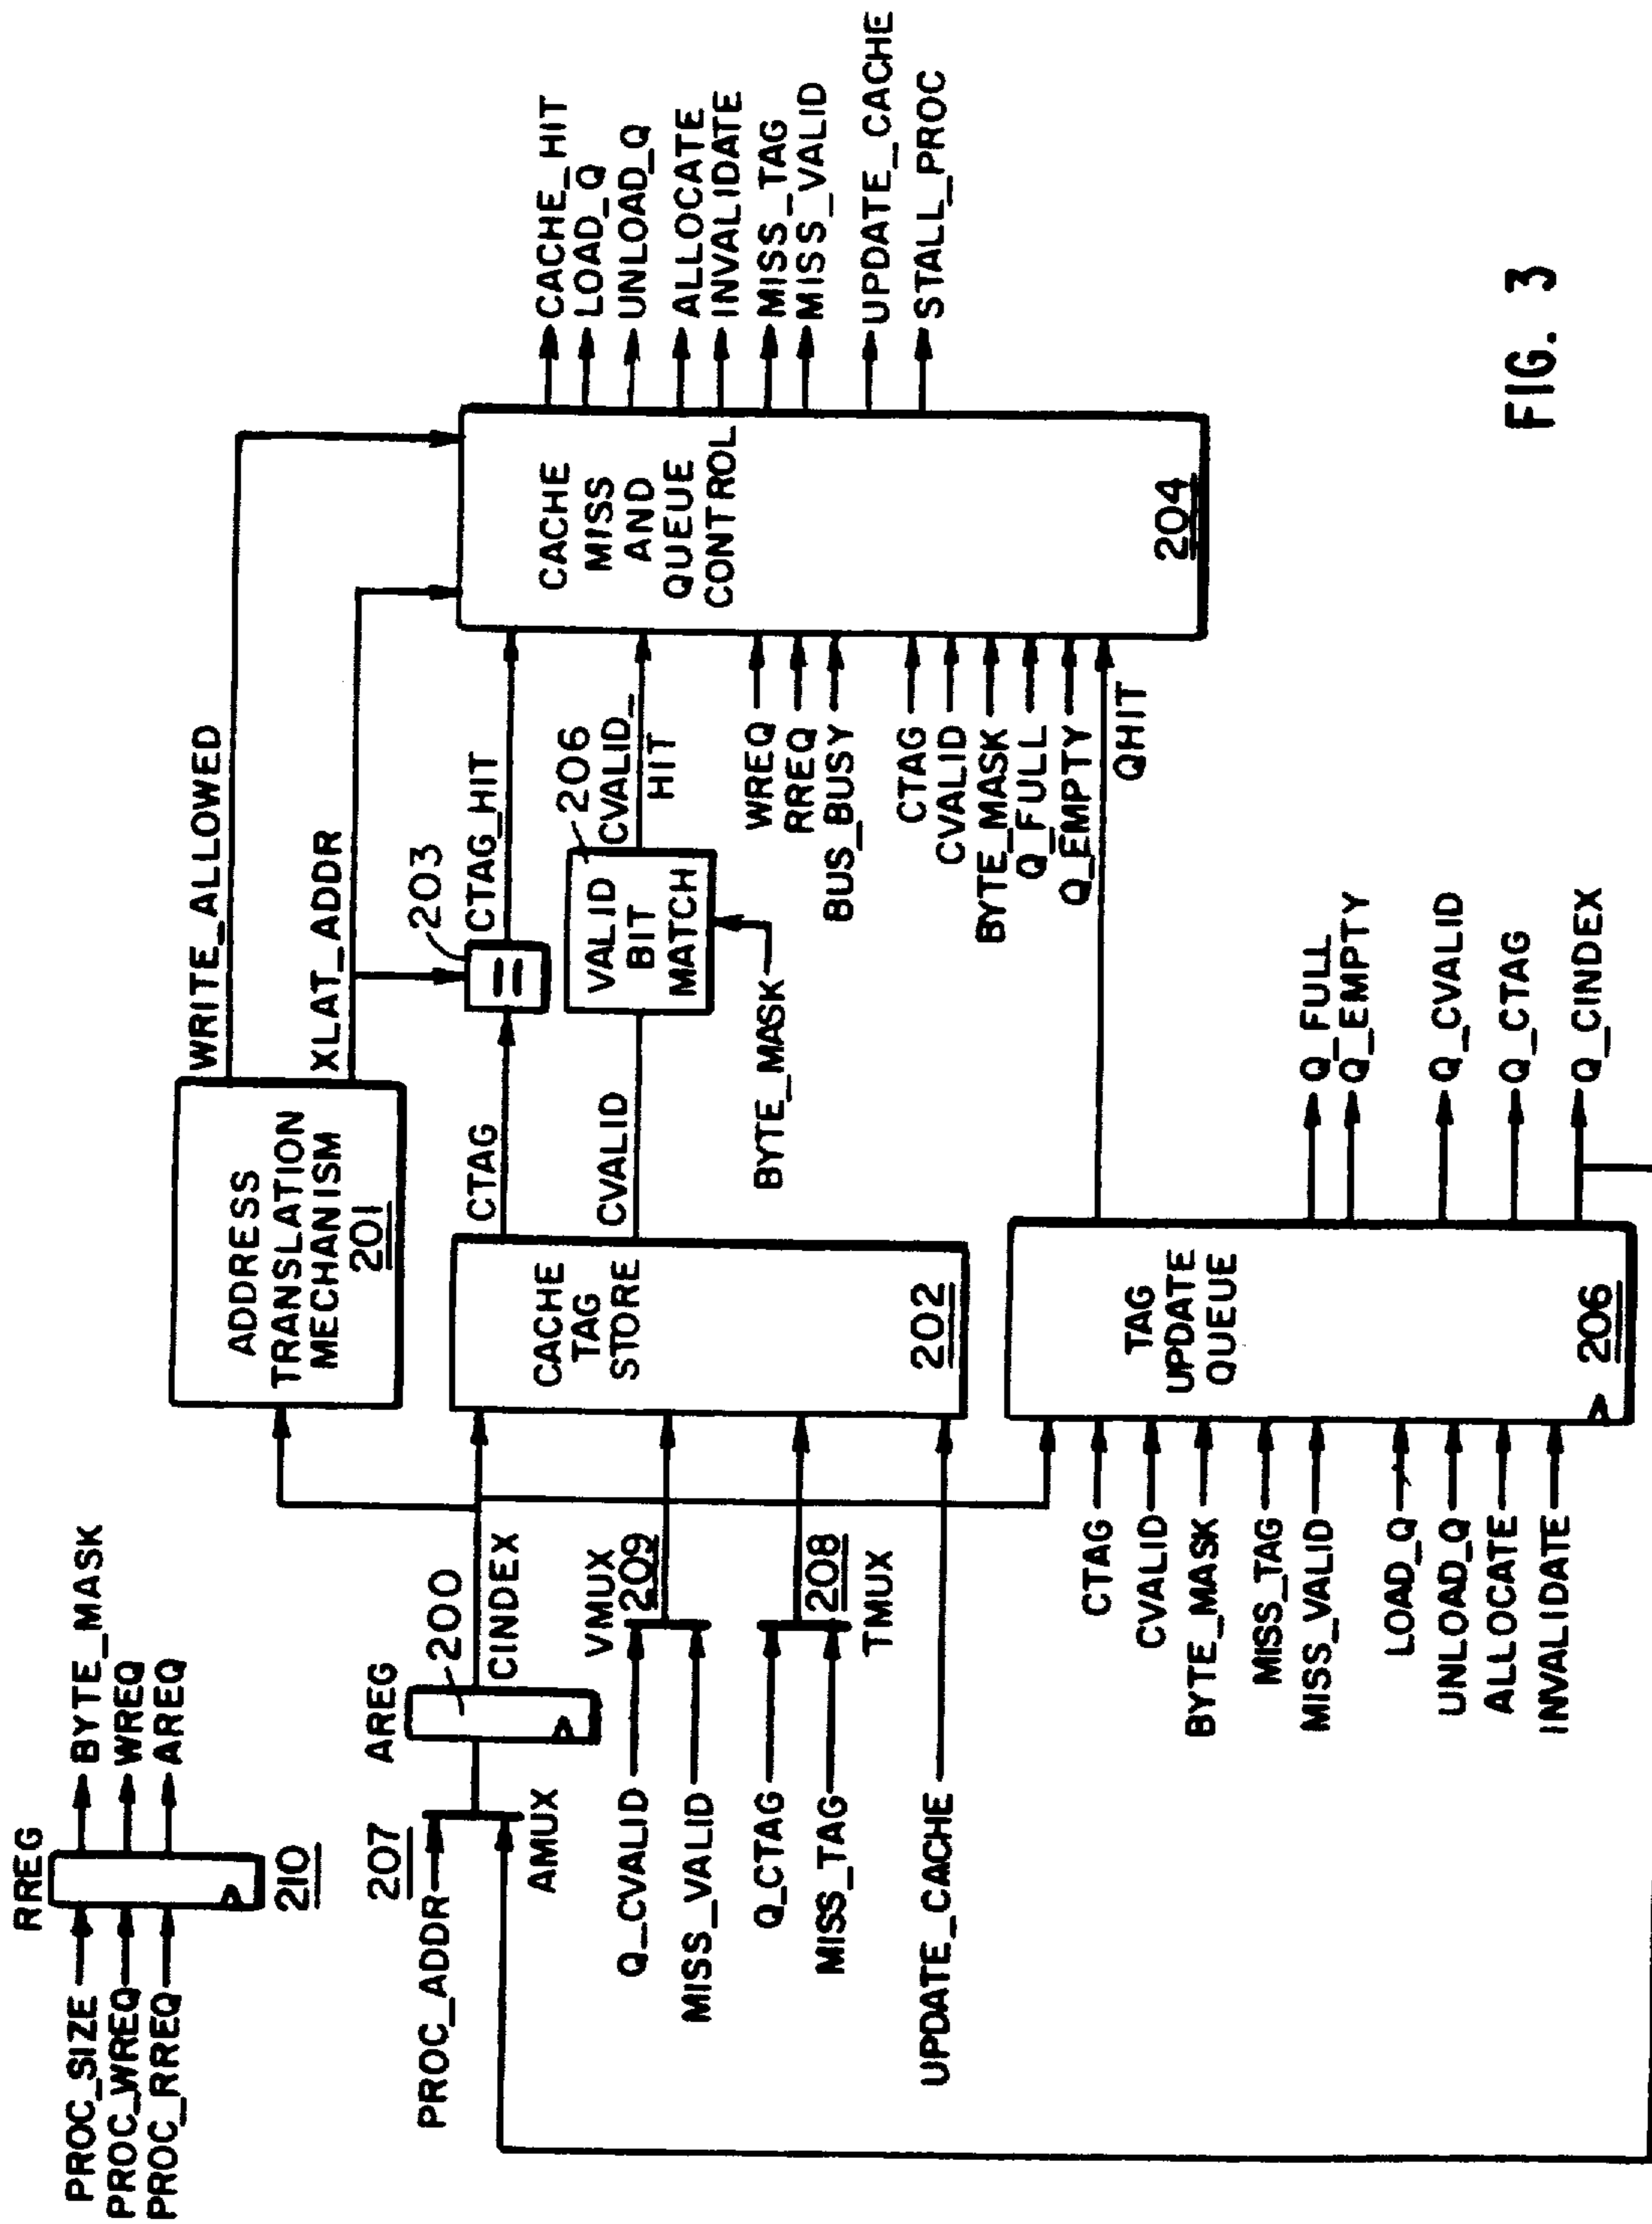 RREG
PROC_SIZE
PROC_WREQ
PROC_RREQ
BYTE_MASK
WREQ
AREQ
210
207
PROC_ADDR
AMUX
AREG
200
CINDEX
ADDRESS
TRANSLATION
MECHANISM
201
WRITE_ALLOWED
XLAT_ADDR
VMUX
209
Q_CVALID
MISS_VALID
208
TMUX
Q_CTAG
MISS_TAG
UPDATE_CACHE
CACHE
TAG
STORE
202
CTAG
CVALID
203
=
CTAG_HIT
VALID
BIT
MATCH
206
CVALID_
HIT
BYTE_MASK
WREQ
RREQ
BUS_BUSY
CTAG
CVALID
BYTE_MASK
Q_FULL
Q_EMPTY
QHIT
CACHE
MISS
AND
QUEUE
CONTROL
204
CACHE_HIT
LOAD_Q
UNLOAD_Q
ALLOCATE
INVALIDATE
MISS_TAG
MISS_VALID
UPDATE_CACHE
STALL_PROC
CTAG
CVALID
BYTE_MASK
MISS_TAG
MISS_VALID
LOAD_Q
UNLOAD_Q
ALLOCATE
INVALIDATE
TAG
UPDATE
QUEUE
206
Q_FULL
Q_EMPTY
Q_CVALID
Q_CTAG
Q_CINDEX
FIG. 3